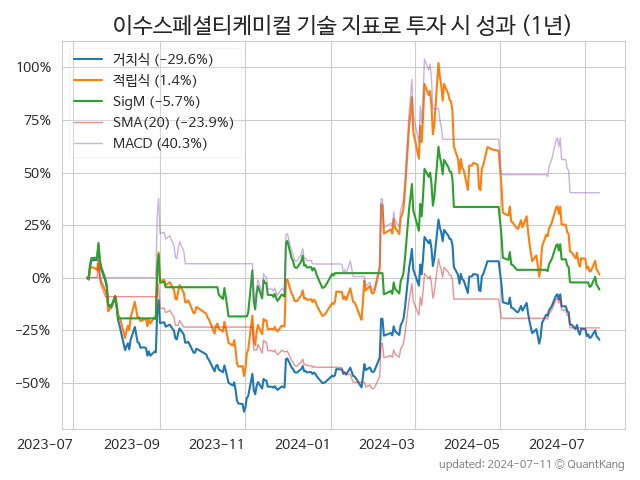 이수스페셜티케미컬 기술 지표로 투자 시 성과 (1년)
거치식 (−29.6%)
적립식 (1.4%)
SigM (−5.7%)
SMA(20) (−23.9%)
MACD (40.3%)
100%
75%
50%
25%
0%
−25%
−50%
2023-07 2023-09 2023-11 2024-01 2024-03 2024-05 2024-07
updated: 2024-07-11 © QuantKang